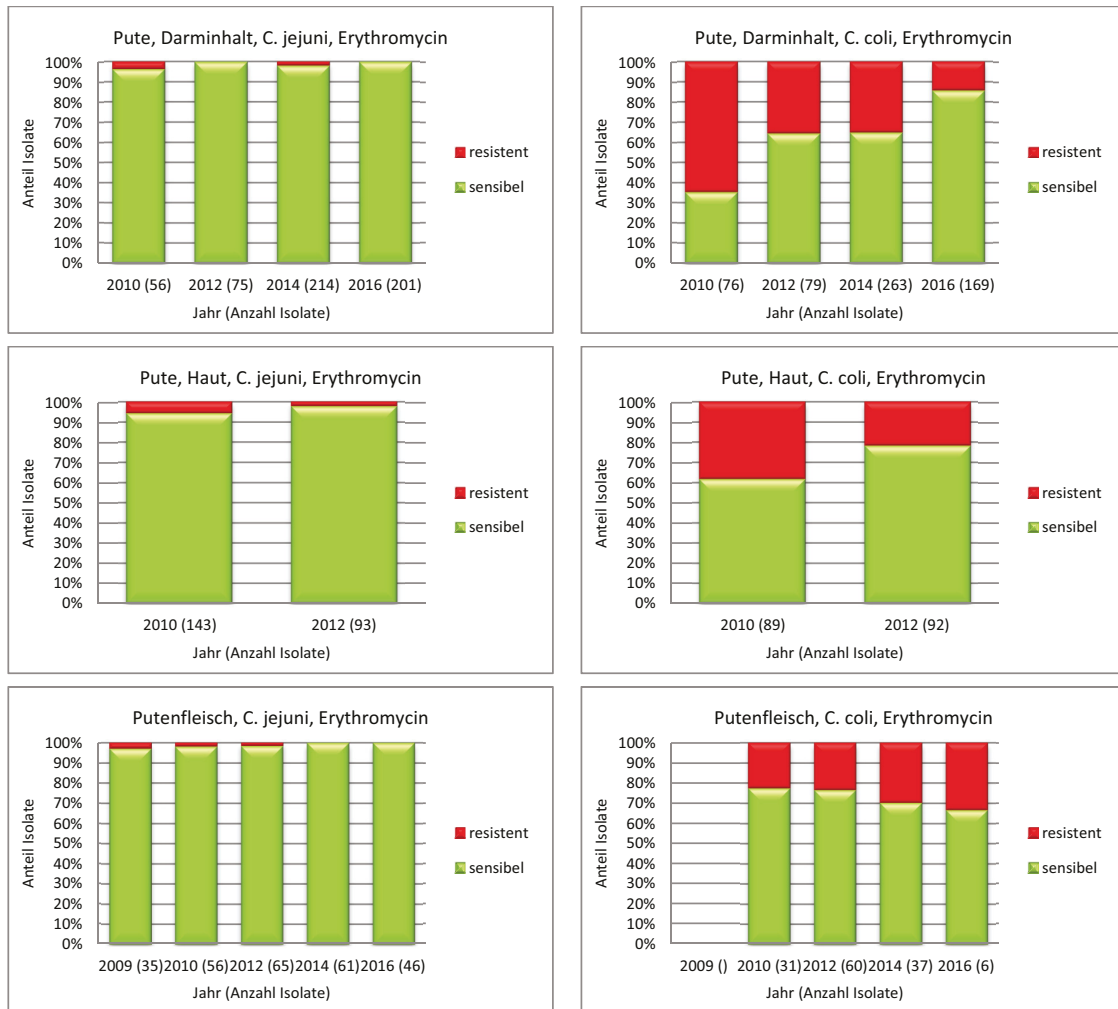 Pute, Darminhalt, C. jejuni, Erythromycin
Anteil Isolate
100%
90%
80%
70%
60%
50%
40%
30%
20%
10%
0%
2010 (56) 2012 (75) 2014 (214) 2016 (201)
Jahr (Anzahl Isolate)
resistent
sensibel
Pute, Darminhalt, C. coli, Erythromycin
Anteil Isolate
100%
90%
80%
70%
60%
50%
40%
30%
20%
10%
0%
2010 (76) 2012 (79) 2014 (263) 2016 (169)
Jahr (Anzahl Isolate)
resistent
sensibel
Pute, Haut, C. jejuni, Erythromycin
Anteil Isolate
100%
90%
80%
70%
60%
50%
40%
30%
20%
10%
0%
2010 (143) 2012 (93)
Jahr (Anzahl Isolate)
resistent
sensibel
Pute, Haut, C. coli, Erythromycin
Anteil Isolate
100%
90%
80%
70%
60%
50%
40%
30%
20%
10%
0%
2010 (89) 2012 (92)
Jahr (Anzahl Isolate)
resistent
sensibel
Putenfleisch, C. jejuni, Erythromycin
Anteil Isolate
100%
90%
80%
70%
60%
50%
40%
30%
20%
10%
0%
2009 (35) 2010 (56) 2012 (65) 2014 (61) 2016 (46)
Jahr (Anzahl Isolate)
resistent
sensibel
Putenfleisch, C. coli, Erythromycin
Anteil Isolate
100%
90%
80%
70%
60%
50%
40%
30%
20%
10%
0%
2009 () 2010 (31) 2012 (60) 2014 (37) 2016 (6)
Jahr (Anzahl Isolate)
resistent
sensibel